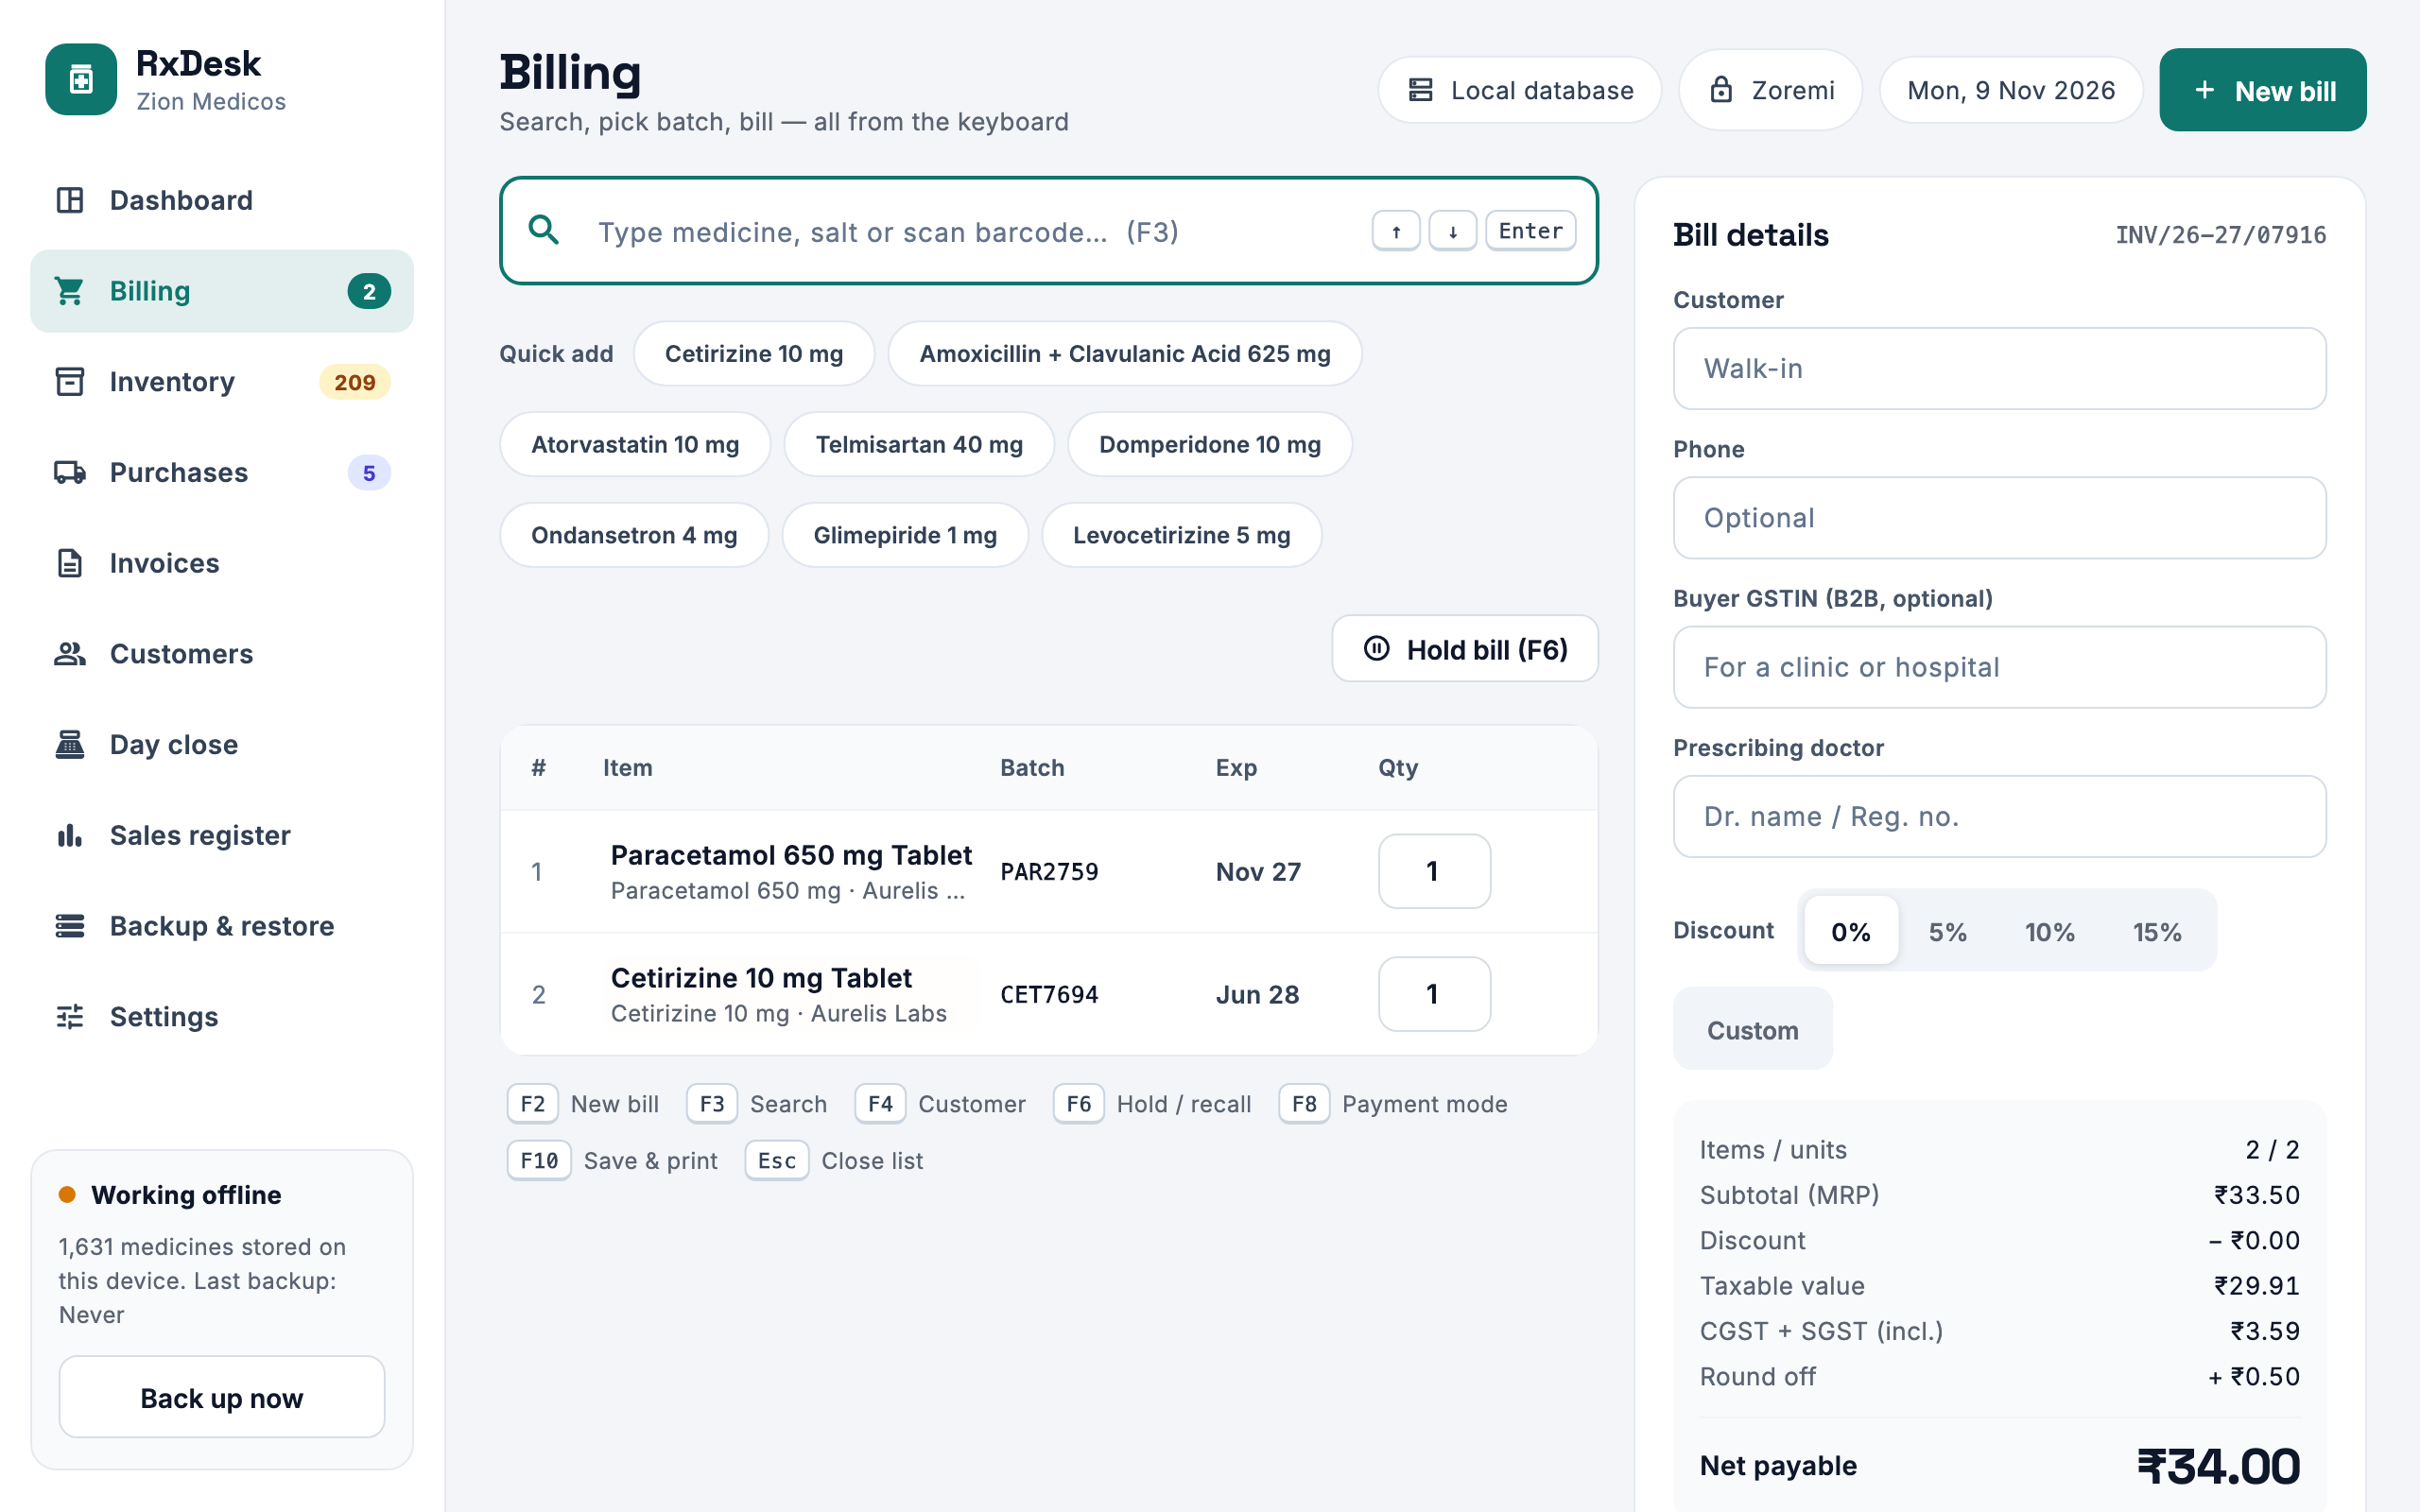 RxDesk
Zion Medicos
Dashboard
Billing 2
Inventory 209
Purchases 5
Invoices
Customers
Day close
Sales register
Backup & restore
Settings
Working offline
1,631 medicines stored on
this device. Last backup:
Never
Back up now
Billing
Search, pick batch, bill — all from the keyboard
Local database
Zoremi
Mon, 9 Nov 2026
+ New bill
Type medicine, salt or scan barcode... (F3)
↑ ↓ Enter
Quick add Cetirizine 10 mg Amoxicillin + Clavulanic Acid 625 mg
Atorvastatin 10 mg Telmisartan 40 mg Domperidone 10 mg
Ondansetron 4 mg Glimepiride 1 mg Levocetirizine 5 mg
Hold bill (F6)
# Item Batch Exp Qty
1 Paracetamol 650 mg Tablet PAR2759 Nov 27 1
Paracetamol 650 mg · Aurelis ...
2 Cetirizine 10 mg Tablet CET7694 Jun 28 1
Cetirizine 10 mg · Aurelis Labs
F2 New bill F3 Search F4 Customer F6 Hold / recall F8 Payment mode
F10 Save & print Esc Close list
Bill details INV/26-27/07916
Customer
Walk-in
Phone
Optional
Buyer GSTIN (B2B, optional)
For a clinic or hospital
Prescribing doctor
Dr. name / Reg. no.
Discount 0% 5% 10% 15%
Custom
Items / units 2 / 2
Subtotal (MRP) ₹33.50
Discount − ₹0.00
Taxable value ₹29.91
CGST + SGST (incl.) ₹3.59
Round off + ₹0.50
Net payable ₹34.00